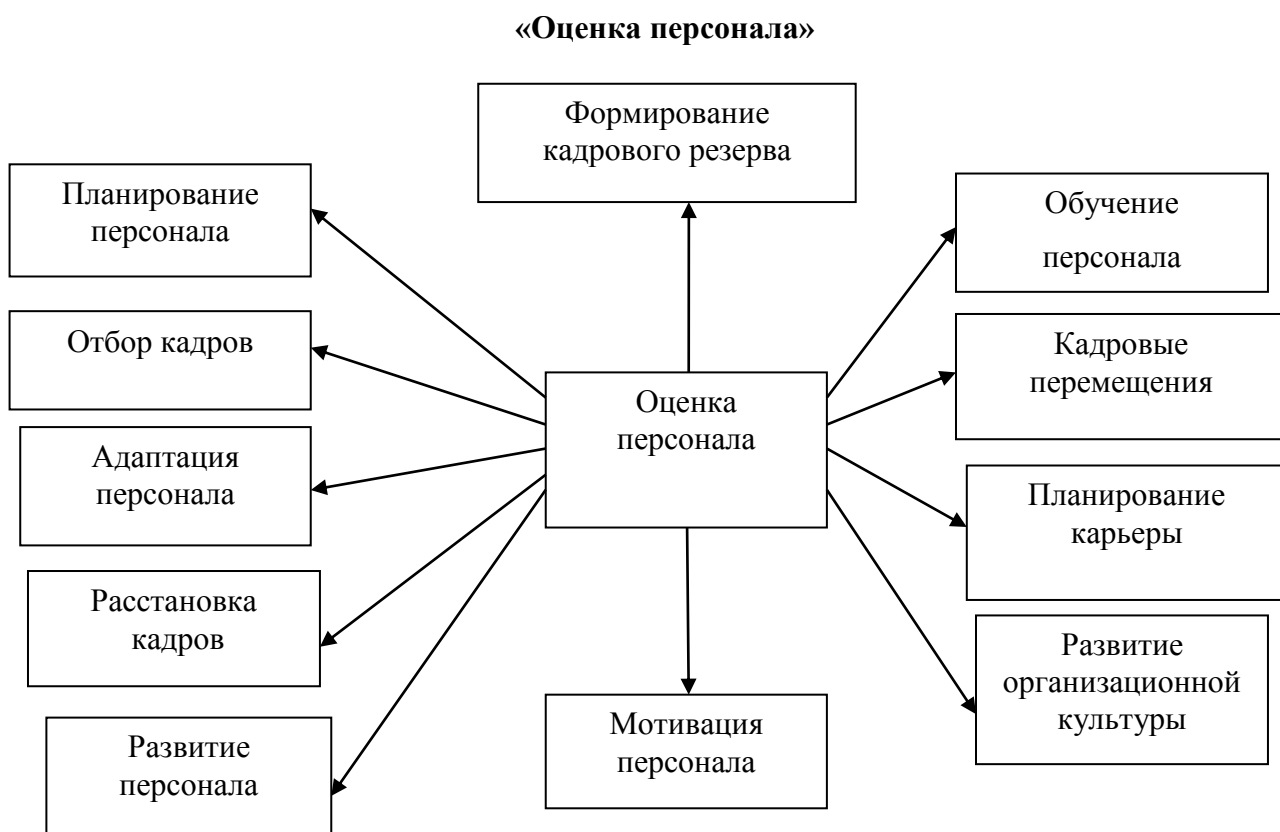 «Оценка персонала»
Формирование
кадрового резерва
Планирование
персонала
Обучение
персонала
Отбор кадров
Кадровые
перемещения
Оценка
персонала
Адаптация
персонала
Планирование
карьеры
Расстановка
кадров
Развитие
организационной
культуры
Мотивация
персонала
Развитие
персонала